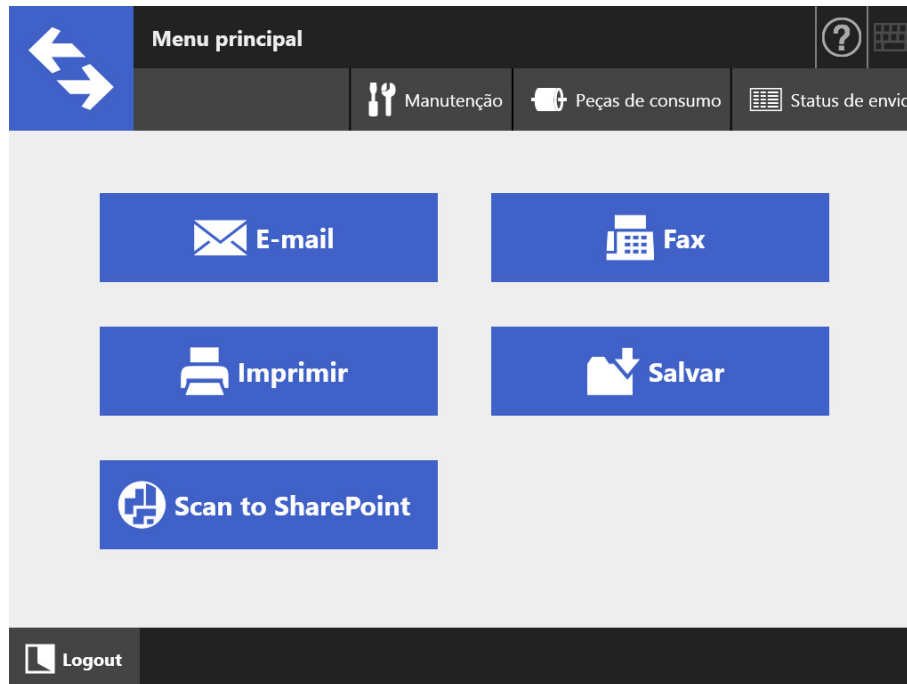 Menu principal
Manutenção Peças de consumo Status de envio
E-mail Fax
Imprimir Salvar
Scan to SharePoint
Logout